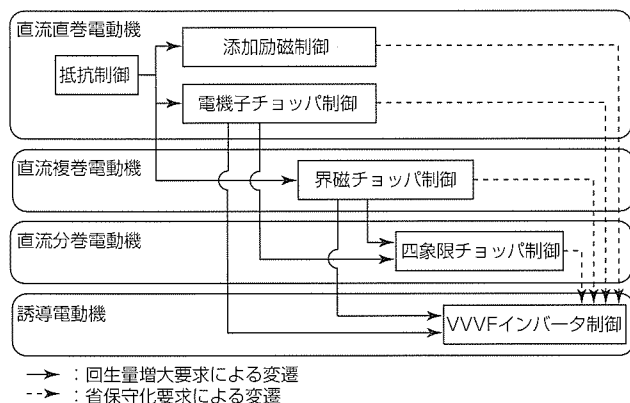 直流直巻電動機
添加励磁制御
抵抗制御
電機子チョッパ制御
直流複巻電動機
界磁チョッパ制御
直流分巻電動機
四象限チョッパ制御
誘導電動機
VVVFインバータ制御
：回生量増大要求による変遷
：省保守化要求による変遷